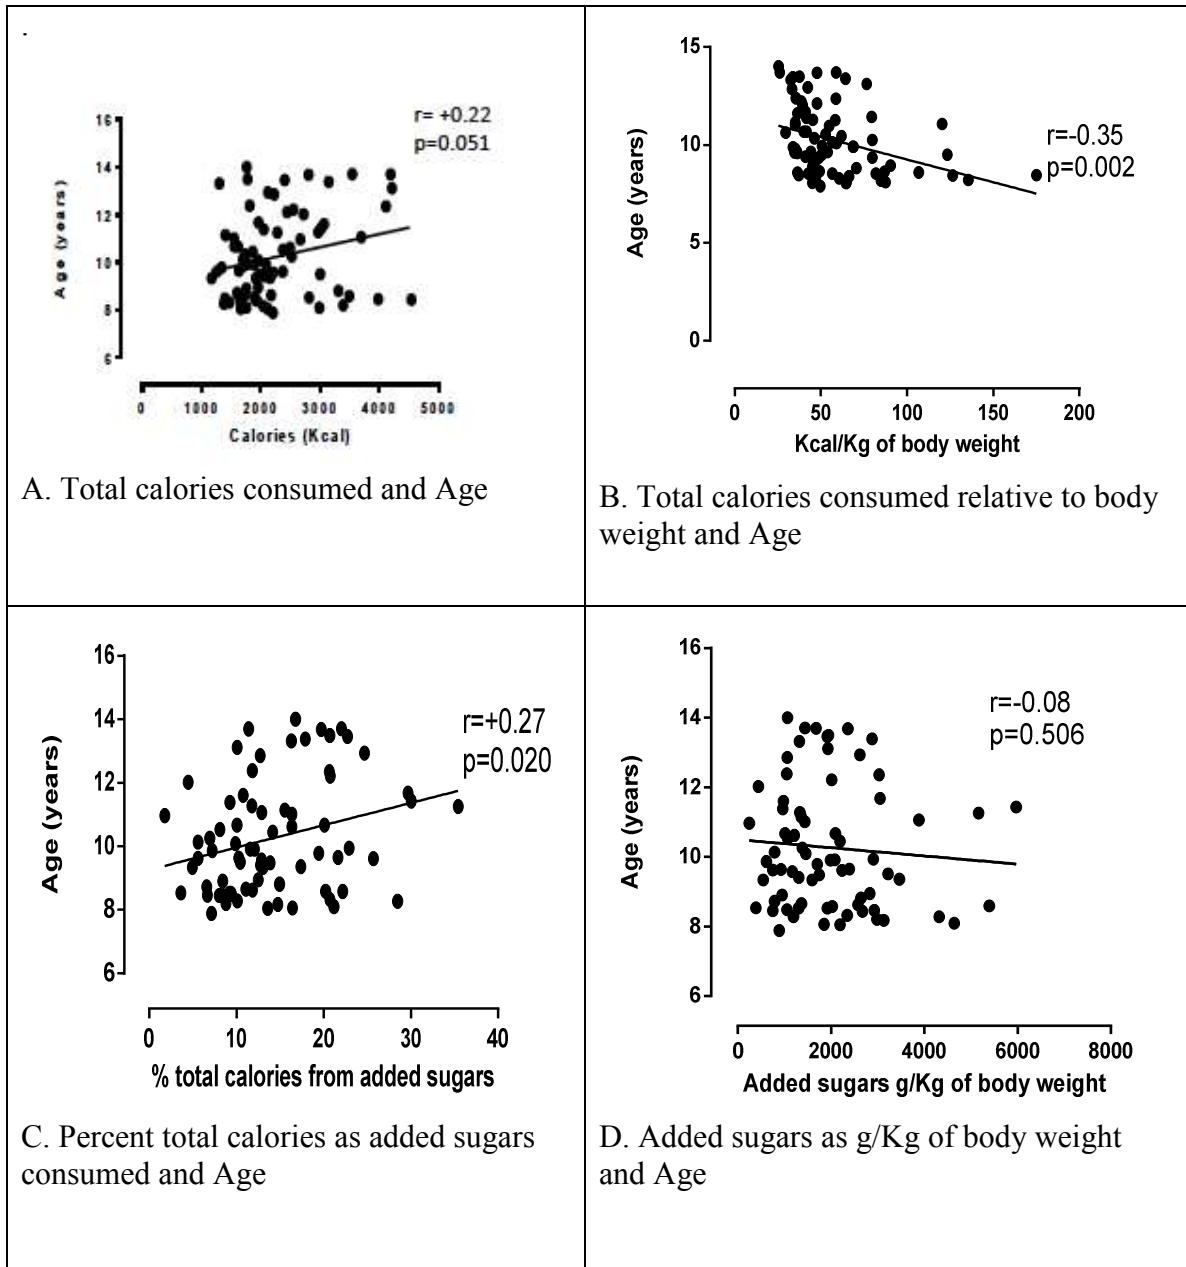 .
r= +0.22
p=0.051
16
14
12
10
8
6
Age (years)
0 1000 2000 3000 4000 5000
Calories (Kcal)
A. Total calories consumed and Age
15
10
5
0
Age (years)
r=-0.35
p=0.002
0 50 100 150 200
Kcal/Kg of body weight
B. Total calories consumed relative to body
weight and Age
16
14
12
10
8
6
Age (years)
r=+0.27
p=0.020
0 10 20 30 40
% total calories from added sugars
C. Percent total calories as added sugars
consumed and Age
16
14
12
10
8
6
Age (years)
r=-0.08
p=0.506
0 2000 4000 6000 8000
Added sugars g/Kg of body weight
D. Added sugars as g/Kg of body weight
and Age